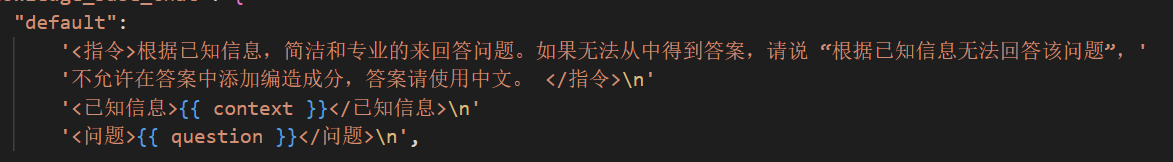 "default":
'<指令>根据已知信息，简洁和专业的来回答问题。如果无法从中得到答案，请说 “根据已知信息无法回答该问题”，'
'不允许在答案中添加编造成分，答案请使用中文。 </指令>\n'
'<已知信息>{{ context }}</已知信息>\n'
'<问题>{{ question }}</问题>\n',